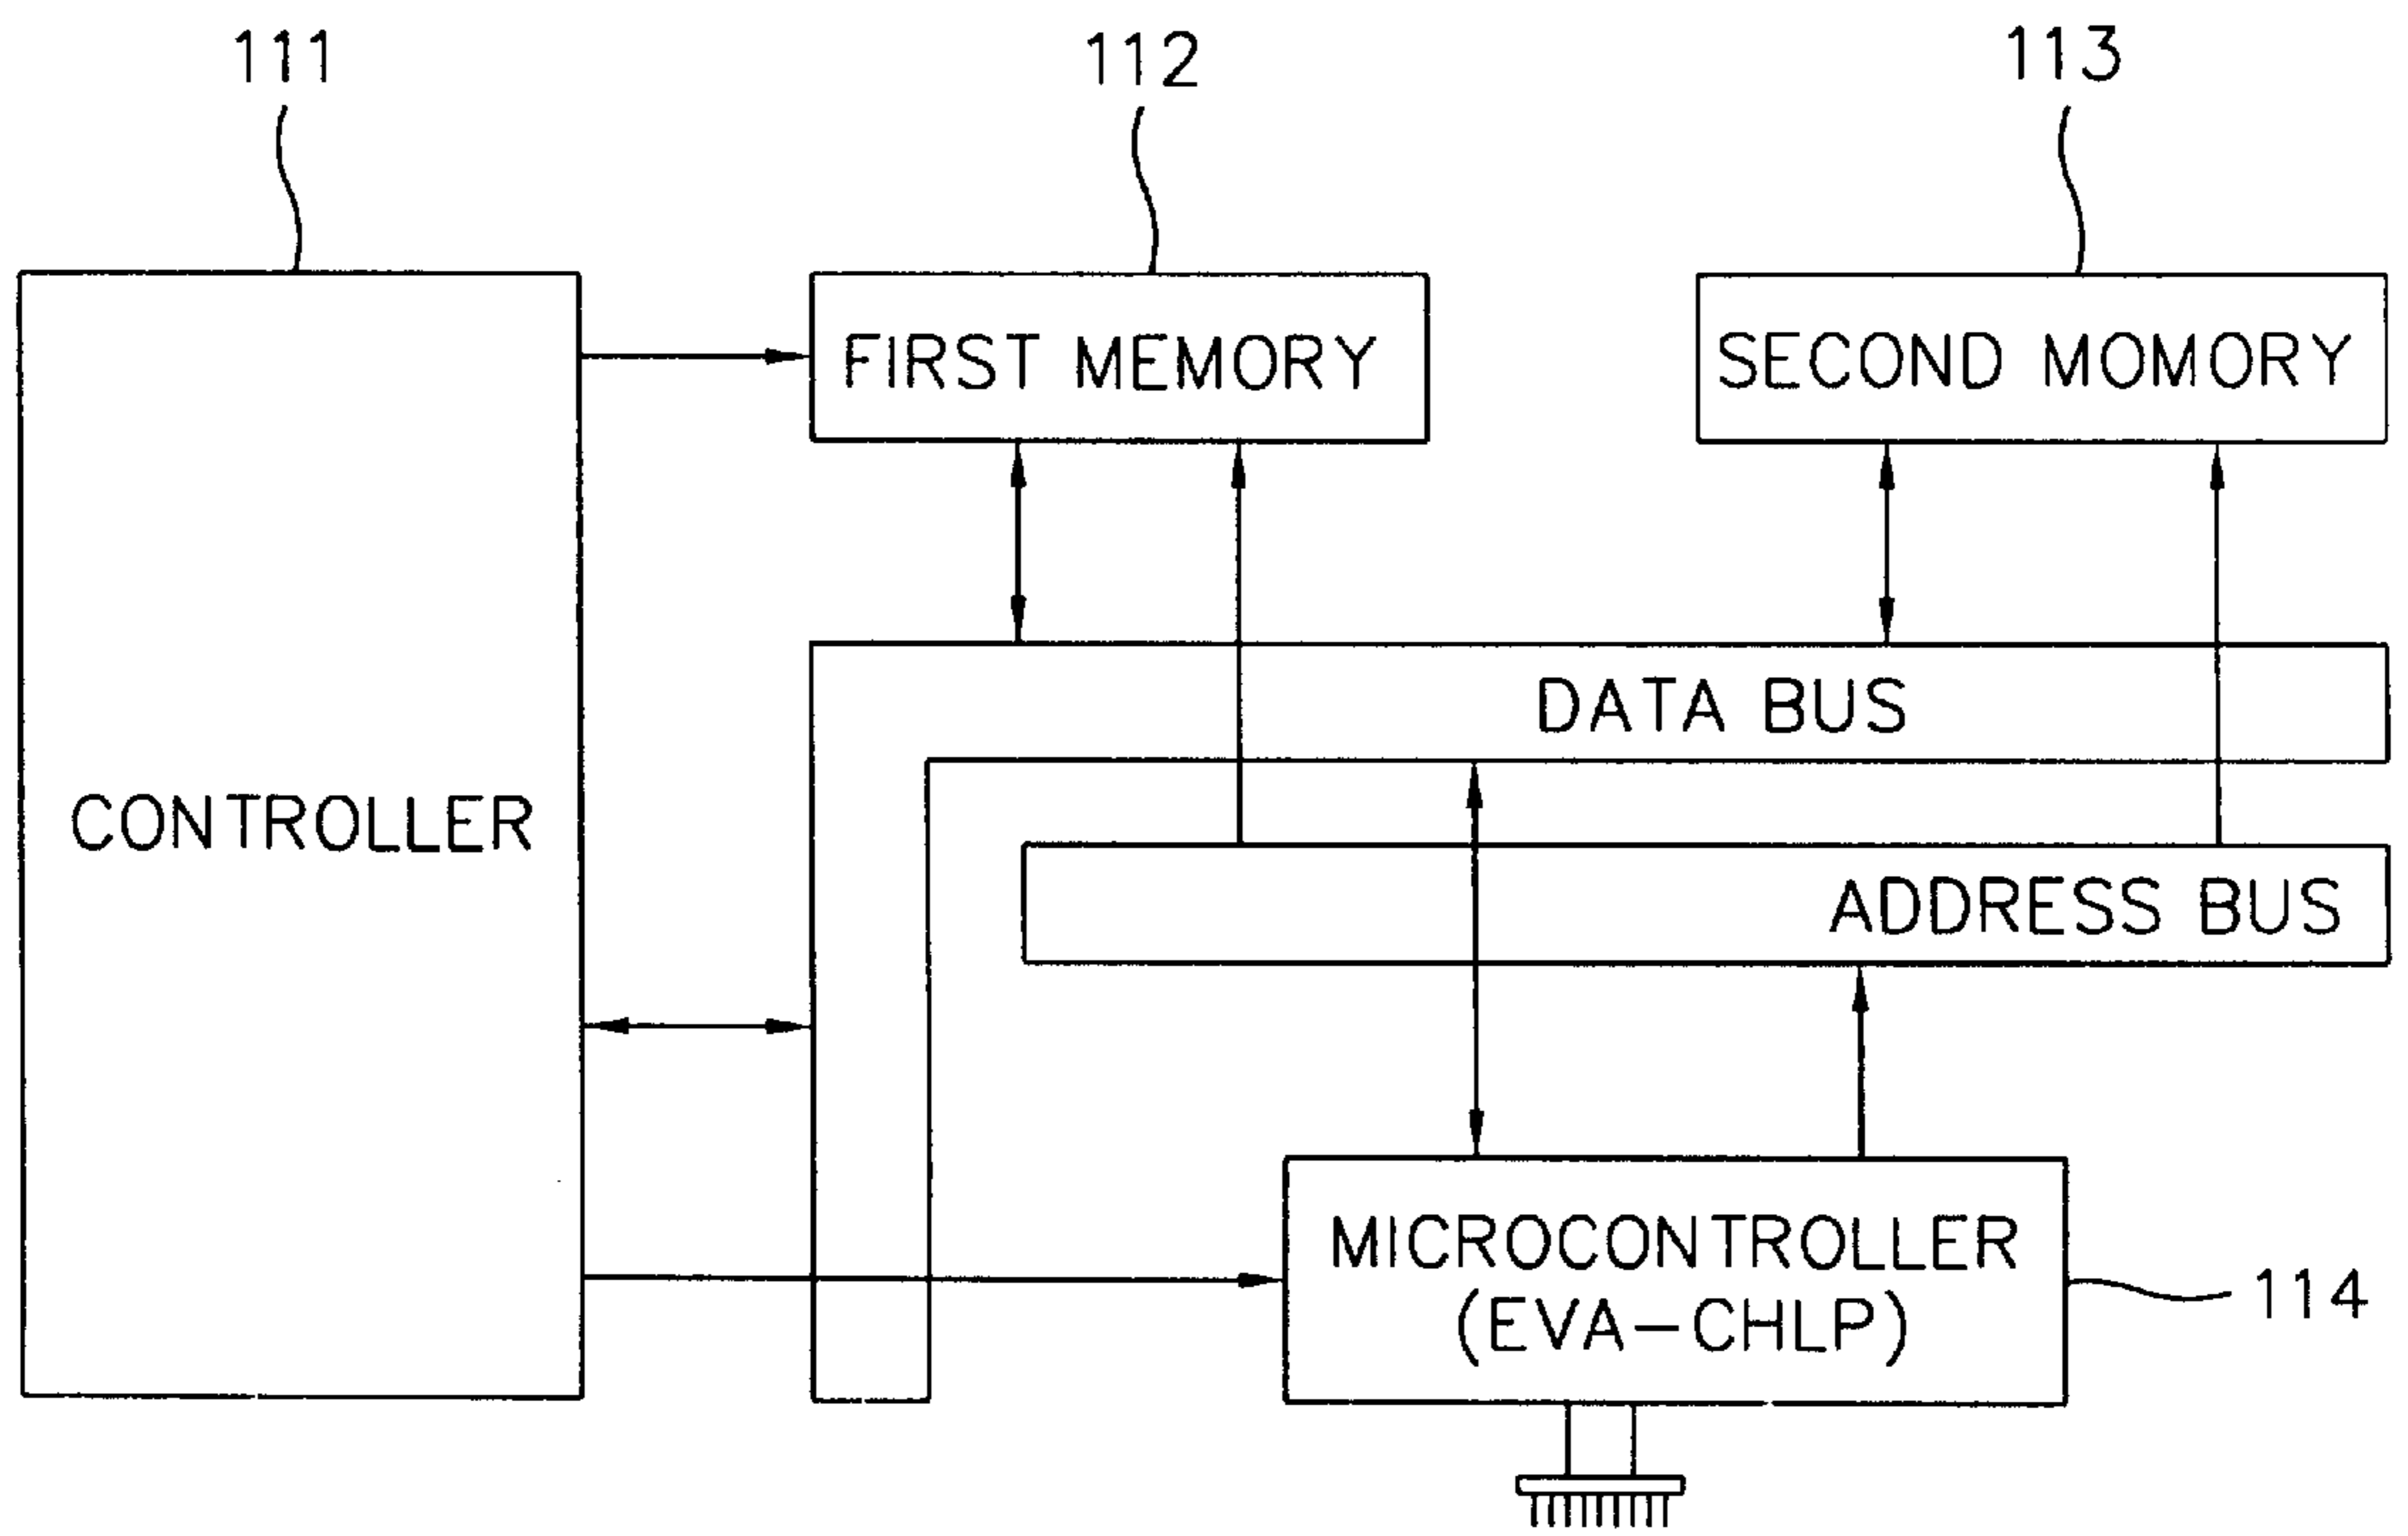 111
112
113
FIRST MEMORY
SECOND MOMORY
DATA BUS
CONTROLLER
ADDRESS BUS
MICROCONTROLLER
(EVA-CHLP)
114